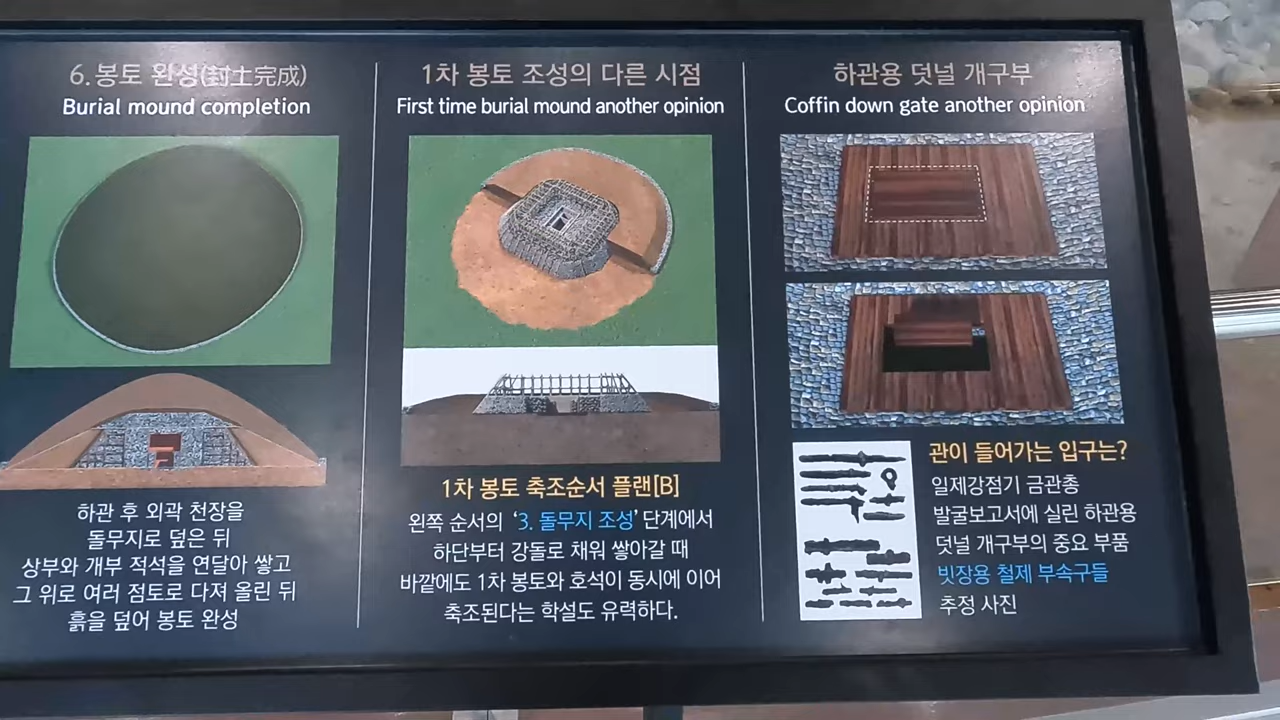 6. 봉토 완성(封土完成)
Burial mound completion
하관 후 외곽 천장을
돌무지로 덮은 뒤
상부와 개부 적석을 연달아 쌓고
그 위로 여러 점토로 다져 올린 뒤
흙을 덮어 봉토 완성
1차 봉토 조성의 다른 시점
First time burial mound another opinion
1차 봉토 축조순서 플랜[B]
왼쪽 순서의 ‘3. 돌무지 조성’ 단계에서
하단부터 강돌로 채워 쌓아갈 때
바깥에도 1차 봉토와 호석이 동시에 이어
축조된다는 학설도 유력하다.
하관용 덧널 개구부
Coffin down gate another opinion
관이 들어가는 입구는?
일제강점기 금관총
발굴보고서에 실린 하관용
덧널 개구부의 중요 부품
빗장용 철제 부속구들
추정 사진